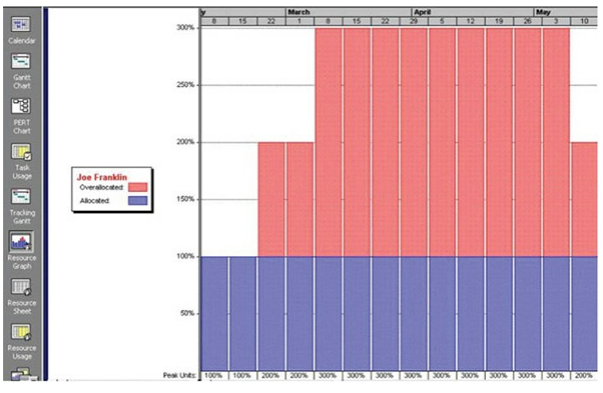 y March April May
8 15 22 1 8 15 22 29 5 12 19 26 3 10
300%
250%
200%
150%
100%
50%
Calendar
Gantt
Chart
PERT
Chart
Task
Usage
Tracking
Gantt
Resource
Graph
Resource
Sheet
Resource
Usage
Joe Franklin
Overallocated:
Allocated:
Peak Units: 100% 100% 200% 200% 300% 300% 300% 300% 300% 300% 300% 300% 300% 200%